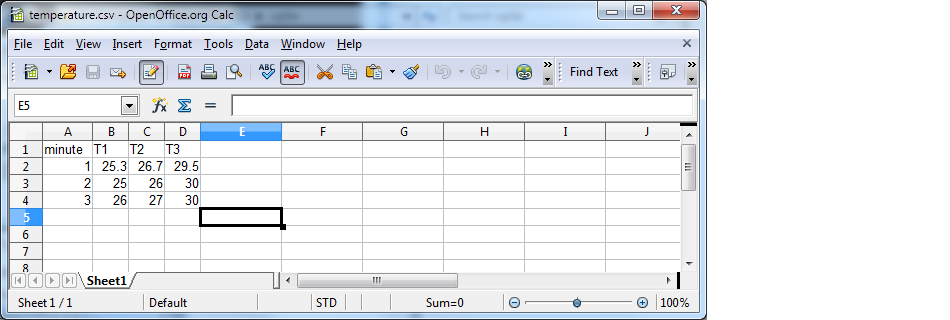 temperature.csv - OpenOffice.org Calc
File Edit View Insert Format Tools Data Window Help
ABC ABC Find Text
E5
A B C D E F G H I J
1 minute T1 T2 T3
2 1 25.3 26.7 29.5
3 2 25 26 30
4 3 26 27 30
5
6
7
8
Sheet1
Sheet 1 / 1 Default STD Sum=0 100%